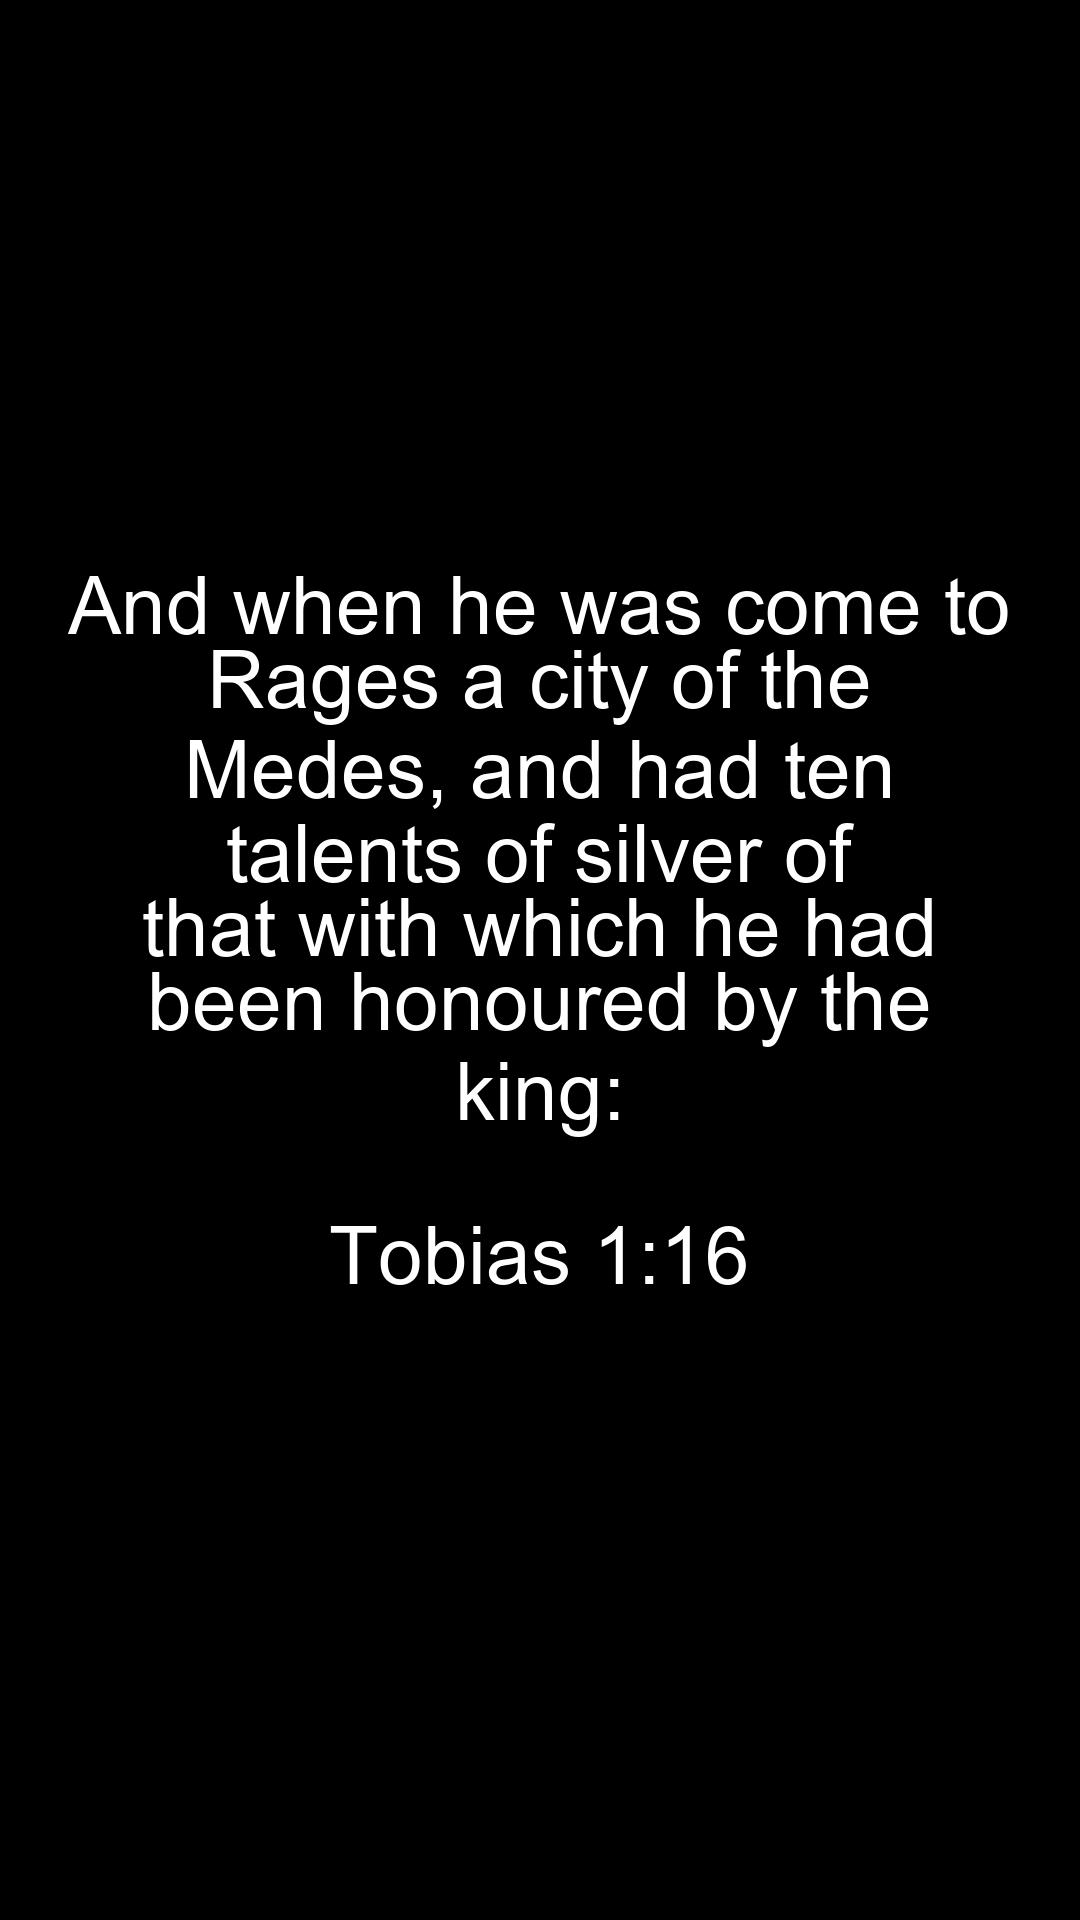 And when he was come to
Rages a city of the
Medes, and had ten
talents of silver of
that with which he had
been honoured by the
king:
Tobias 1:16